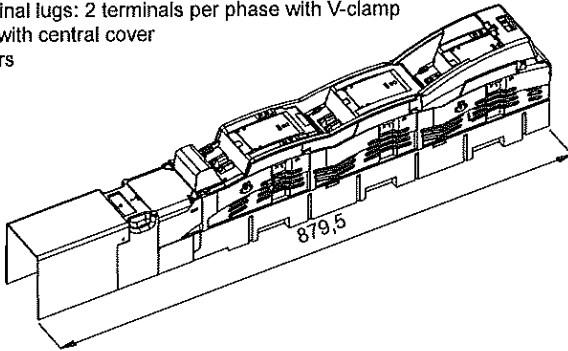 inal lugs: 2 terminals per phase with V-clamp
with central cover
rs
879,5